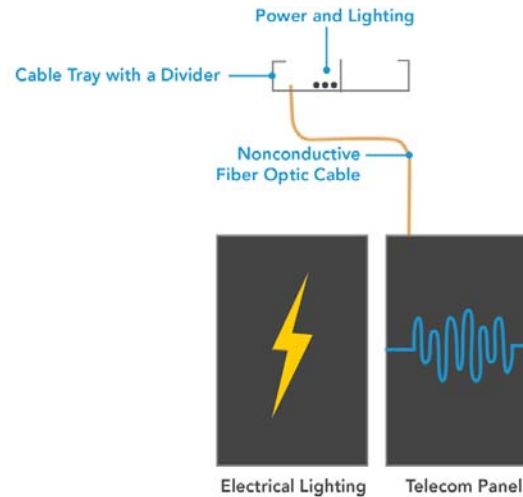 Power and Lighting
Cable Tray with a Divider
Nonconductive
Fiber Optic Cable
Electrical Lighting
Telecom Panel